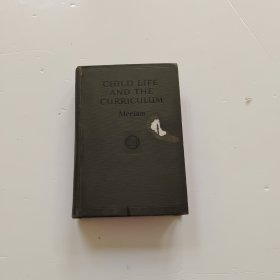 CHILD LIFE
AND THE
CURRICULUM
Meriam